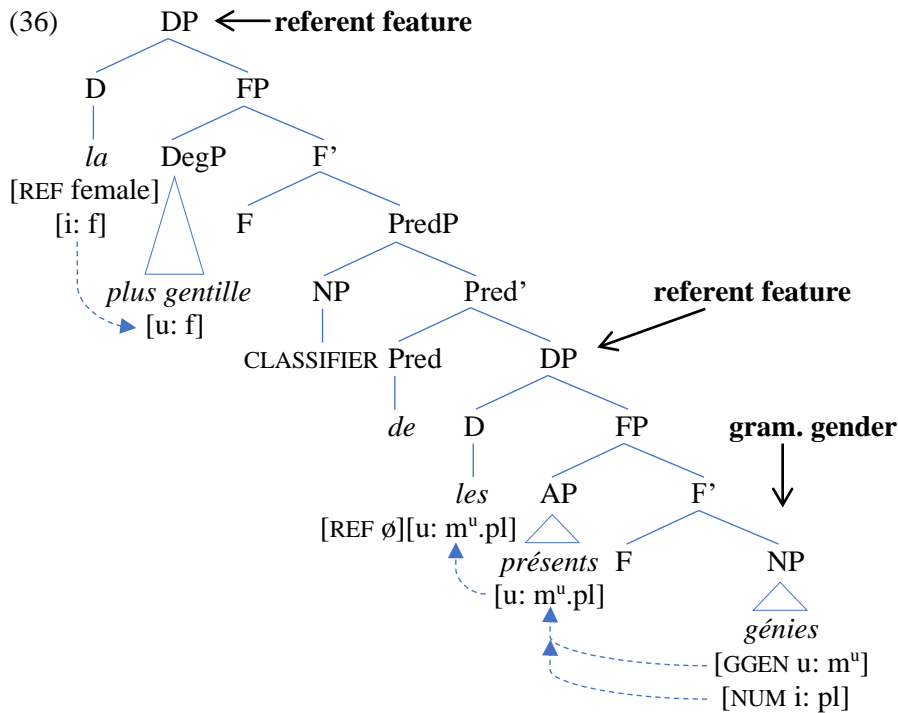 (36) DP referent feature
D FP
la DegP F’
[REF female] F PredP
[i: f]
plus gentille NP Pred’ referent feature
[u: f]
CLASSIFIER Pred DP
de D FP gram. gender
les AP F’
[REF ø][u: mᵘ.pl]
présents F NP
[u: mᵘ.pl]
génies
[GGEN u: mᵘ]
[NUM i: pl]